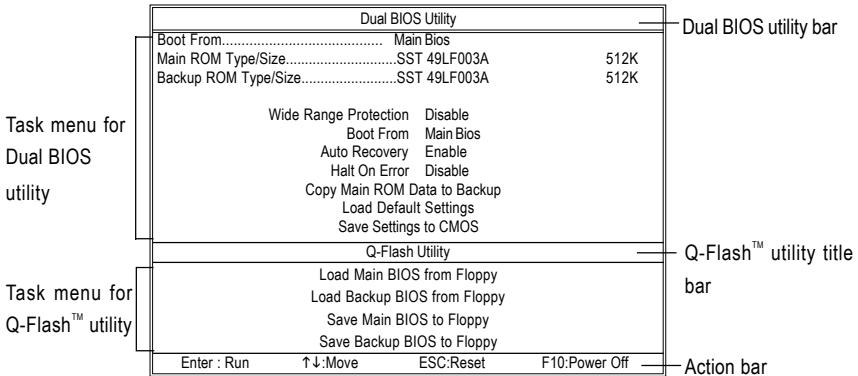 Dual BIOS Utility
Dual BIOS utility bar
Boot From........................................ Main Bios
Main ROM Type/Size............................SST 49LF003A 512K
Backup ROM Type/Size........................SST 49LF003A 512K
Task menu for
Dual BIOS
utility
Wide Range Protection Disable
Boot From Main Bios
Auto Recovery Enable
Halt On Error Disable
Copy Main ROM Data to Backup
Load Default Settings
Save Settings to CMOS
Q-Flash Utility
Q-Flash™ utility title
bar
Task menu for
Q-Flash™ utility
Load Main BIOS from Floppy
Load Backup BIOS from Floppy
Save Main BIOS to Floppy
Save Backup BIOS to Floppy
Enter : Run ↑↓:Move ESC:Reset F10:Power Off
Action bar